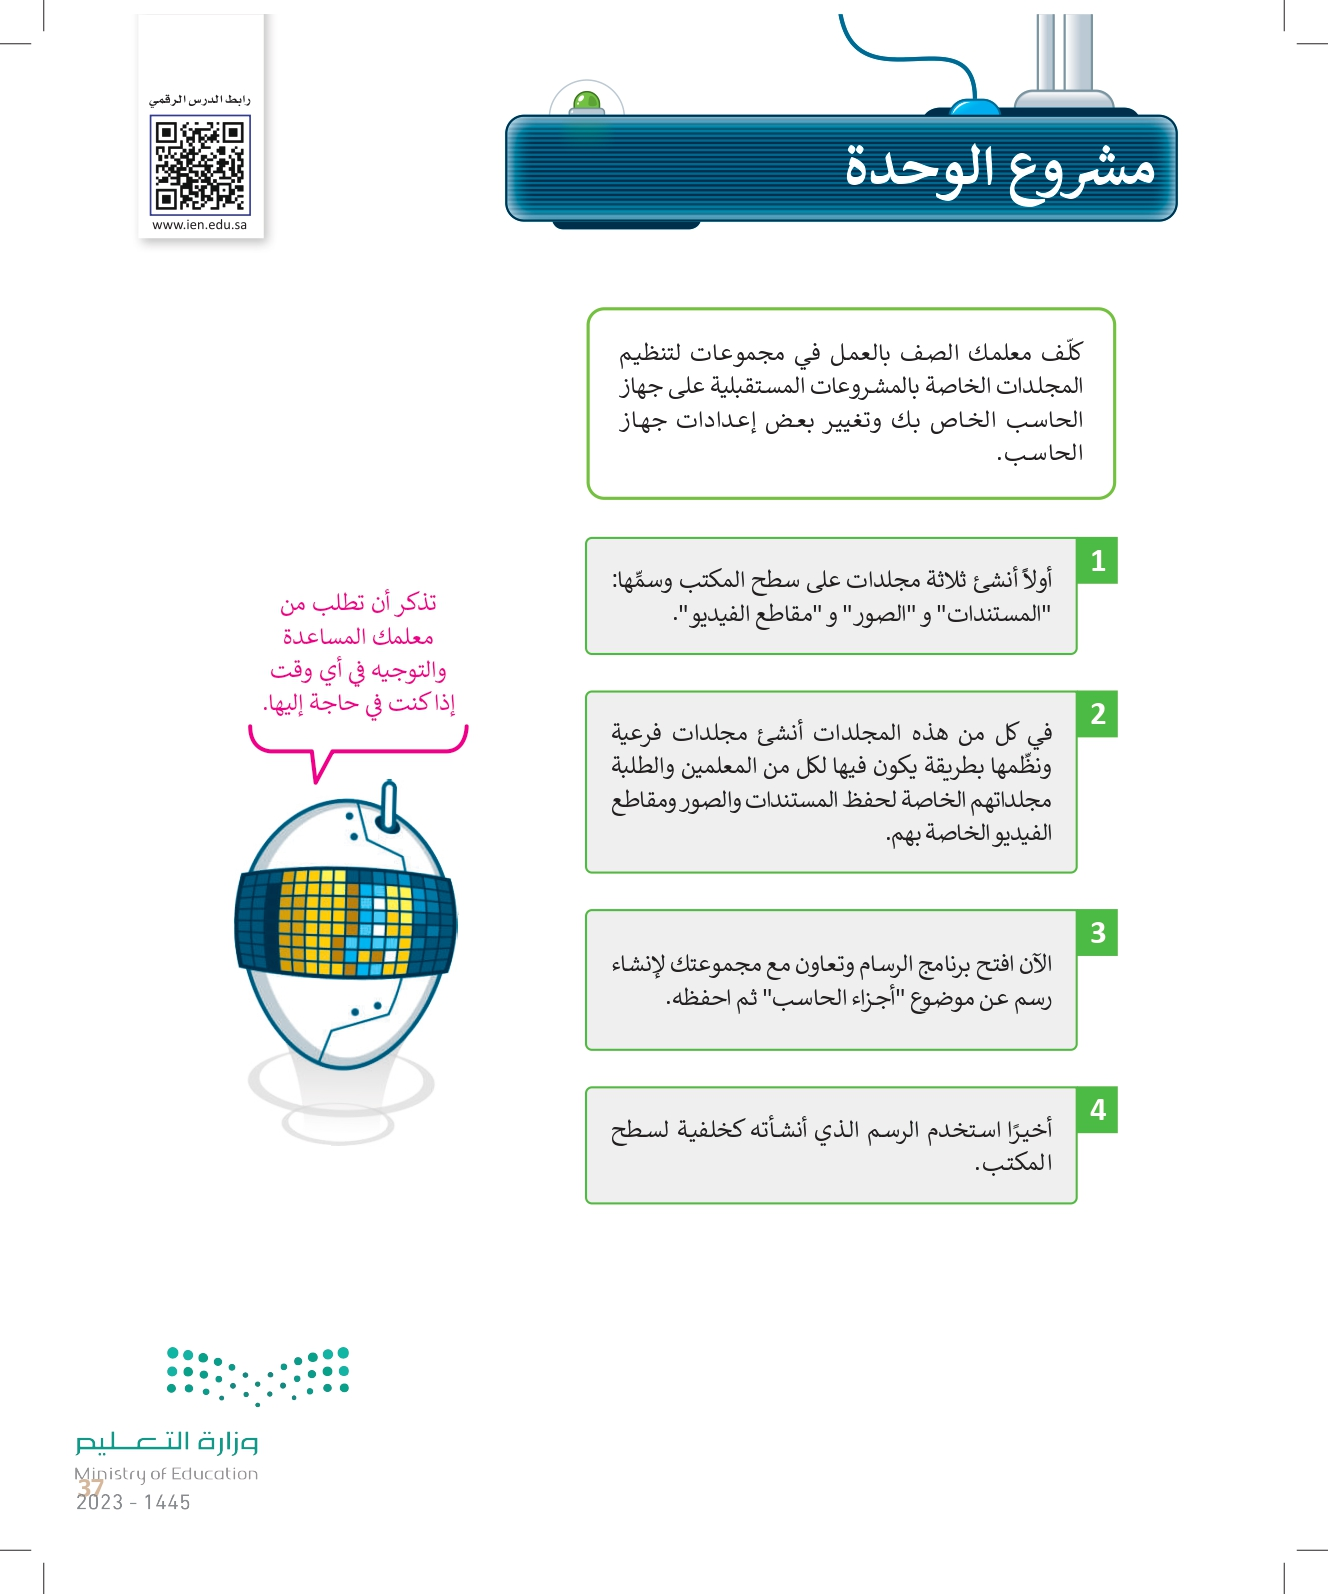 رابط الدرس الرقمي
www.ien.edu.sa
مشروع الوحدة
كلّف معلمك الصف بالعمل في مجموعات لتنظيم
المجلدات الخاصة بالمشروعات المستقبلية على جهاز
الحاسب الخاص بك وتغيير بعض إعدادات جهاز
الحاسب.
1
أولاً أنشئ ثلاثة مجلدات على سطح المكتب وسمِّها:
"المستندات" و "الصور" و "مقاطع الفيديو".
2
في كل من هذه المجلدات أنشئ مجلدات فرعية
ونظّمها بطريقة يكون فيها لكل من المعلمين والطلبة
مجلداتهم الخاصة لحفظ المستندات والصور ومقاطع
الفيديو الخاصة بهم.
3
الآن افتح برنامج الرسام وتعاون مع مجموعتك لإنشاء
رسم عن موضوع "أجزاء الحاسب" ثم احفظه.
4
أخيرًا استخدم الرسم الذي أنشأته كخلفية لسطح
المكتب.
تذكر أن تطلب من
معلمك المساعدة
والتوجيه في أي وقت
إذا كنت في حاجة إليها.
وزارة التعليم
Ministry of Education
37
2023 - 1445